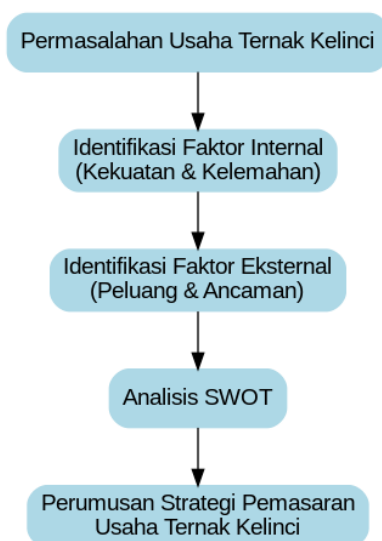 Permasalahan Usaha Ternak Kelinci
Identifikasi Faktor Internal
(Kekuatan & Kelemahan)
Identifikasi Faktor Eksternal
(Peluang & Ancaman)
Analisis SWOT
Perumusan Strategi Pemasaran
Usaha Ternak Kelinci